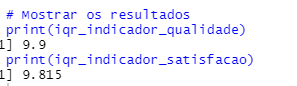 # Mostrar os resultados
print(iqr_indicador_qualidade)
1] 9.9
print(iqr_indicador_satisfacao)
1] 9.815